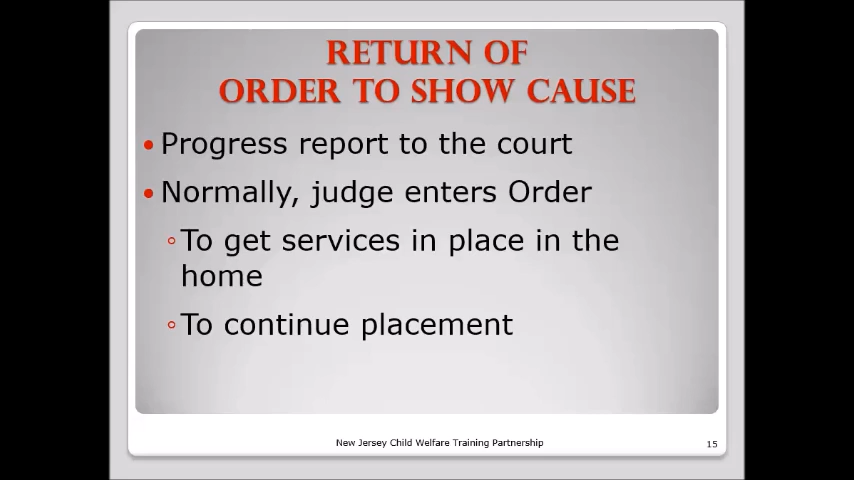 RETURN OF
ORDER TO SHOW CAUSE
• Progress report to the court
• Normally, judge enters Order
◦ To get services in place in the
home
◦ To continue placement
New Jersey Child Welfare Training Partnership
15